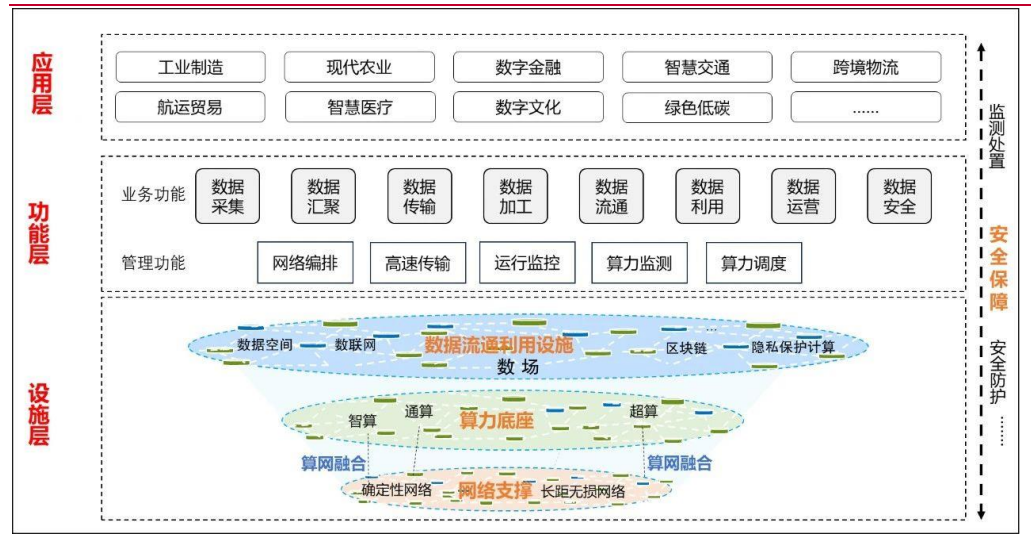 应用层
工业制造 现代农业 数字金融 智慧交通 跨境物流
航运贸易 智慧医疗 数字文化 绿色低碳 ......
功能层
业务功能
数据采集 数据汇聚 数据传输 数据加工 数据流通 数据利用 数据运营 数据安全
管理功能
网络编排 高速传输 运行监控 算力监测 算力调度
设施层
数据空间 数联网 数据流通利用设施 区块链 ... 隐私保护计算
数场
智算 通算 算力底座 超算
算网融合 算网融合
确定性网络 网络支撑 长距无损网络
监测处置
安全保障
安全防护
......